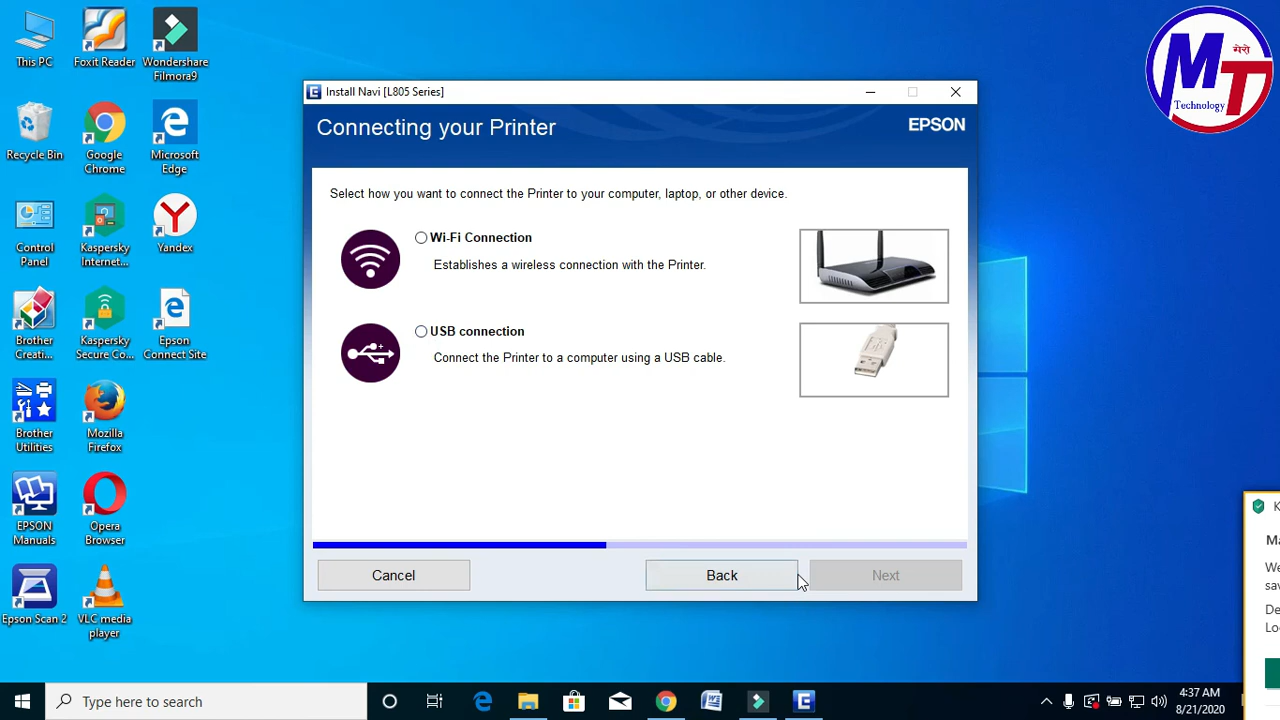 This PC
Foxit Reader
Wondershare
Filmora9
Recycle Bin
Google
Chrome
Microsoft
Edge
Control
Panel
Kaspersky
Internet...
Yandex
Brother
Creati...
Kaspersky
Secure Co...
Epson
Connect Site
Brother
Utilities
Mozilla
Firefox
EPSON
Manuals
Opera
Browser
Epson Scan 2
VLC media
player
Install Navi [L805 Series]
Connecting your Printer
EPSON
Select how you want to connect the Printer to your computer, laptop, or other device.
Wi-Fi Connection
Establishes a wireless connection with the Printer.
USB connection
Connect the Printer to a computer using a USB cable.
Cancel
Back
Next
मेरो
MT
Technology
K
Ma
We
sav
De
Loc
Type here to search
4:37 AM
8/21/2020